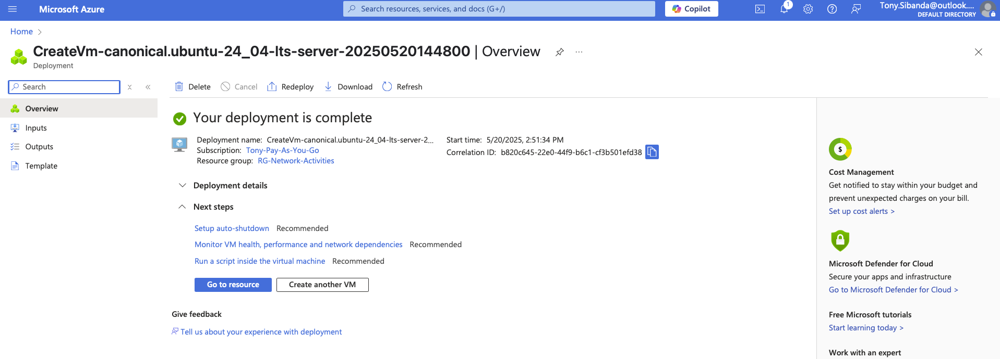 Microsoft Azure
Search resources, services, and docs (G+/)
Copilot
1
Tony.Sibanda@outlook....
DEFAULT DIRECTORY
Home
CreateVm-canonical.ubuntu-24_04-lts-server-20250520144800 | Overview
Deployment
Search
Delete
Cancel
Redeploy
Download
Refresh
Overview
Inputs
Outputs
Template
Your deployment is complete
Deployment name: CreateVm-canonical.ubuntu-24_04-lts-server-2...
Subscription: Tony-Pay-As-You-Go
Resource group: RG-Network-Activities
Start time: 5/20/2025, 2:51:34 PM
Correlation ID: b820c645-22e0-44f9-b6c1-cf3b501efd38
Deployment details
Next steps
Setup auto-shutdown Recommended
Monitor VM health, performance and network dependencies Recommended
Run a script inside the virtual machine Recommended
Go to resource
Create another VM
Give feedback
Tell us about your experience with deployment
$
Cost Management
Get notified to stay within your budget and
prevent unexpected charges on your bill.
Set up cost alerts >
Microsoft Defender for Cloud
Secure your apps and infrastructure
Go to Microsoft Defender for Cloud >
Free Microsoft tutorials
Start learning today >
Work with an expert